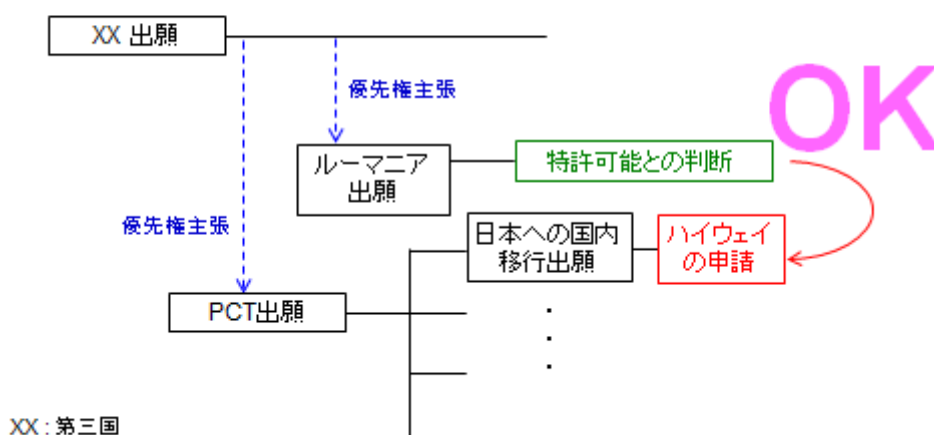 XX 出願
優先権主張
OK
ルーマニア
出願
特許可能との判断
優先権主張
日本への国内
移行出願
ハイウェイ
の申請
PCT出願
・
・
・
XX : 第三国